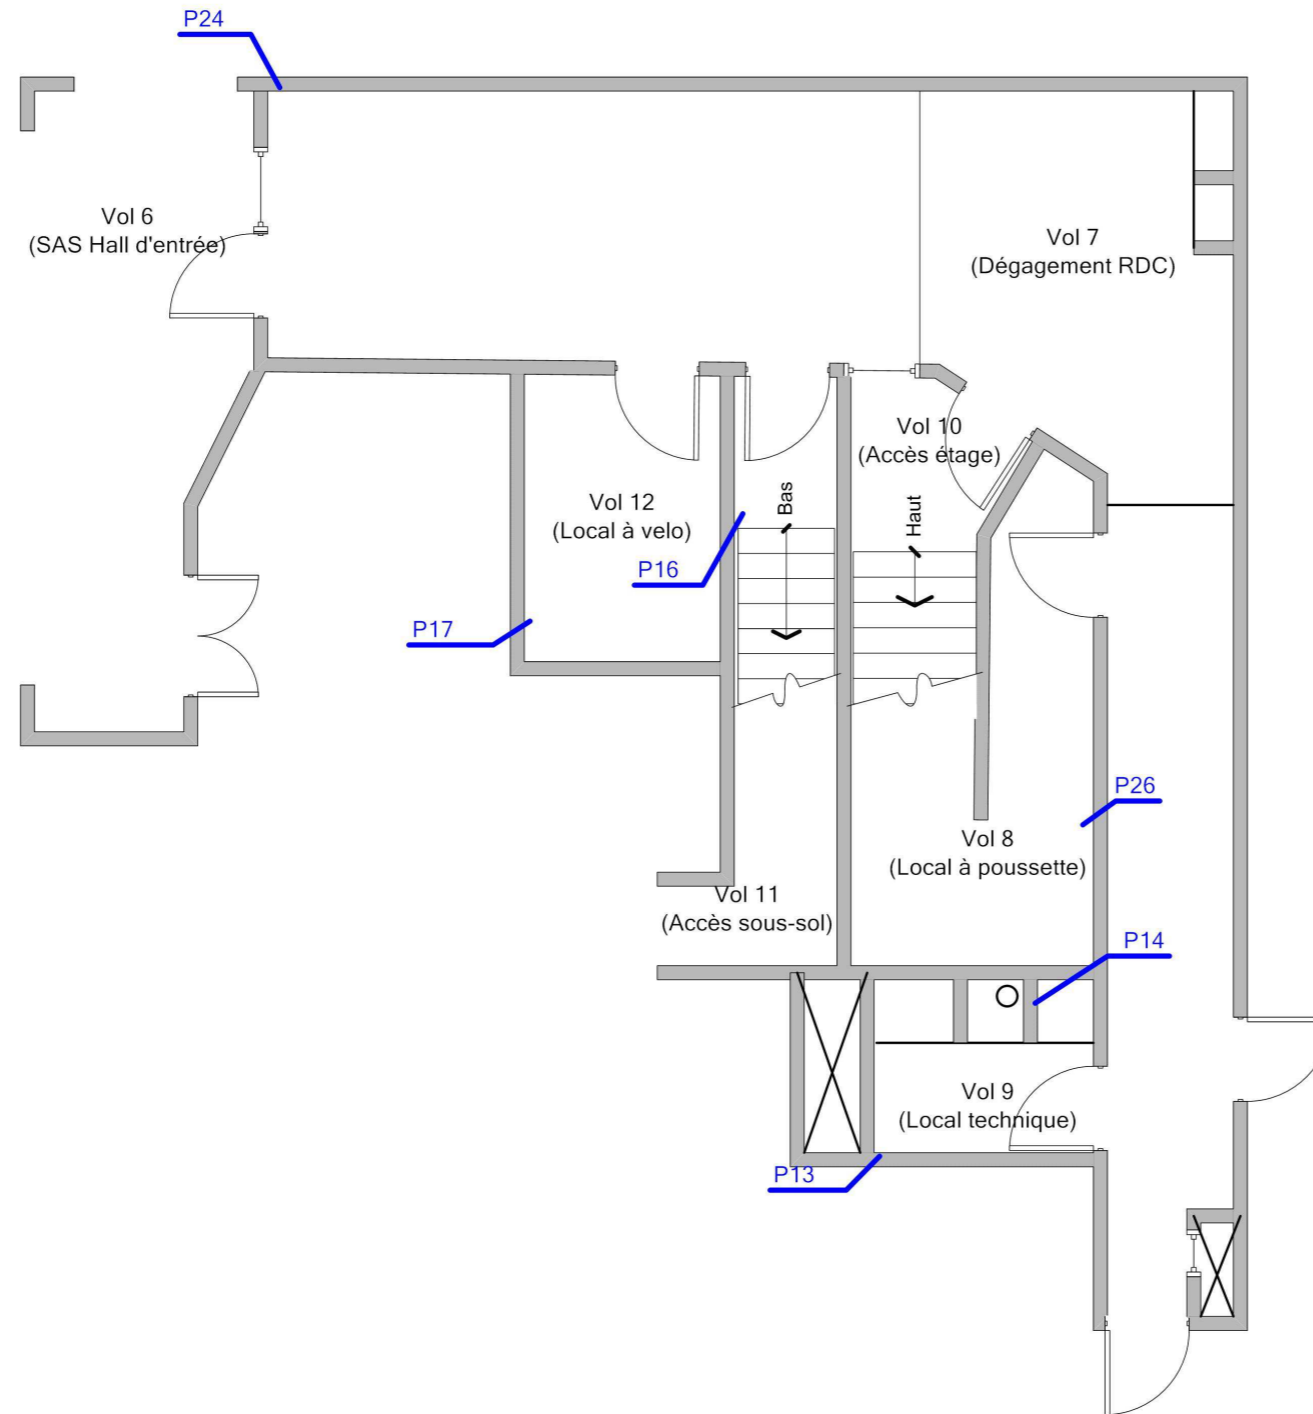 P24
Vol 6
(SAS Hall d'entrée)
Vol 7
(Dégagement RDC)
Vol 10
(Accès étage)
Vol 12
(Local à velo)
Bas
Haut
P16
P17
P26
Vol 8
(Local à poussette)
Vol 11
(Accès sous-sol)
P14
Vol 9
(Local technique)
P13